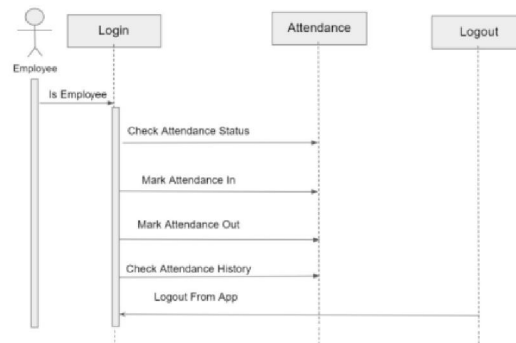 Login
Attendance
Logout
Employee
Is Employee
Check Attendance Status
Mark Attendance In
Mark Attendance Out
Check Attendance History
Logout From App